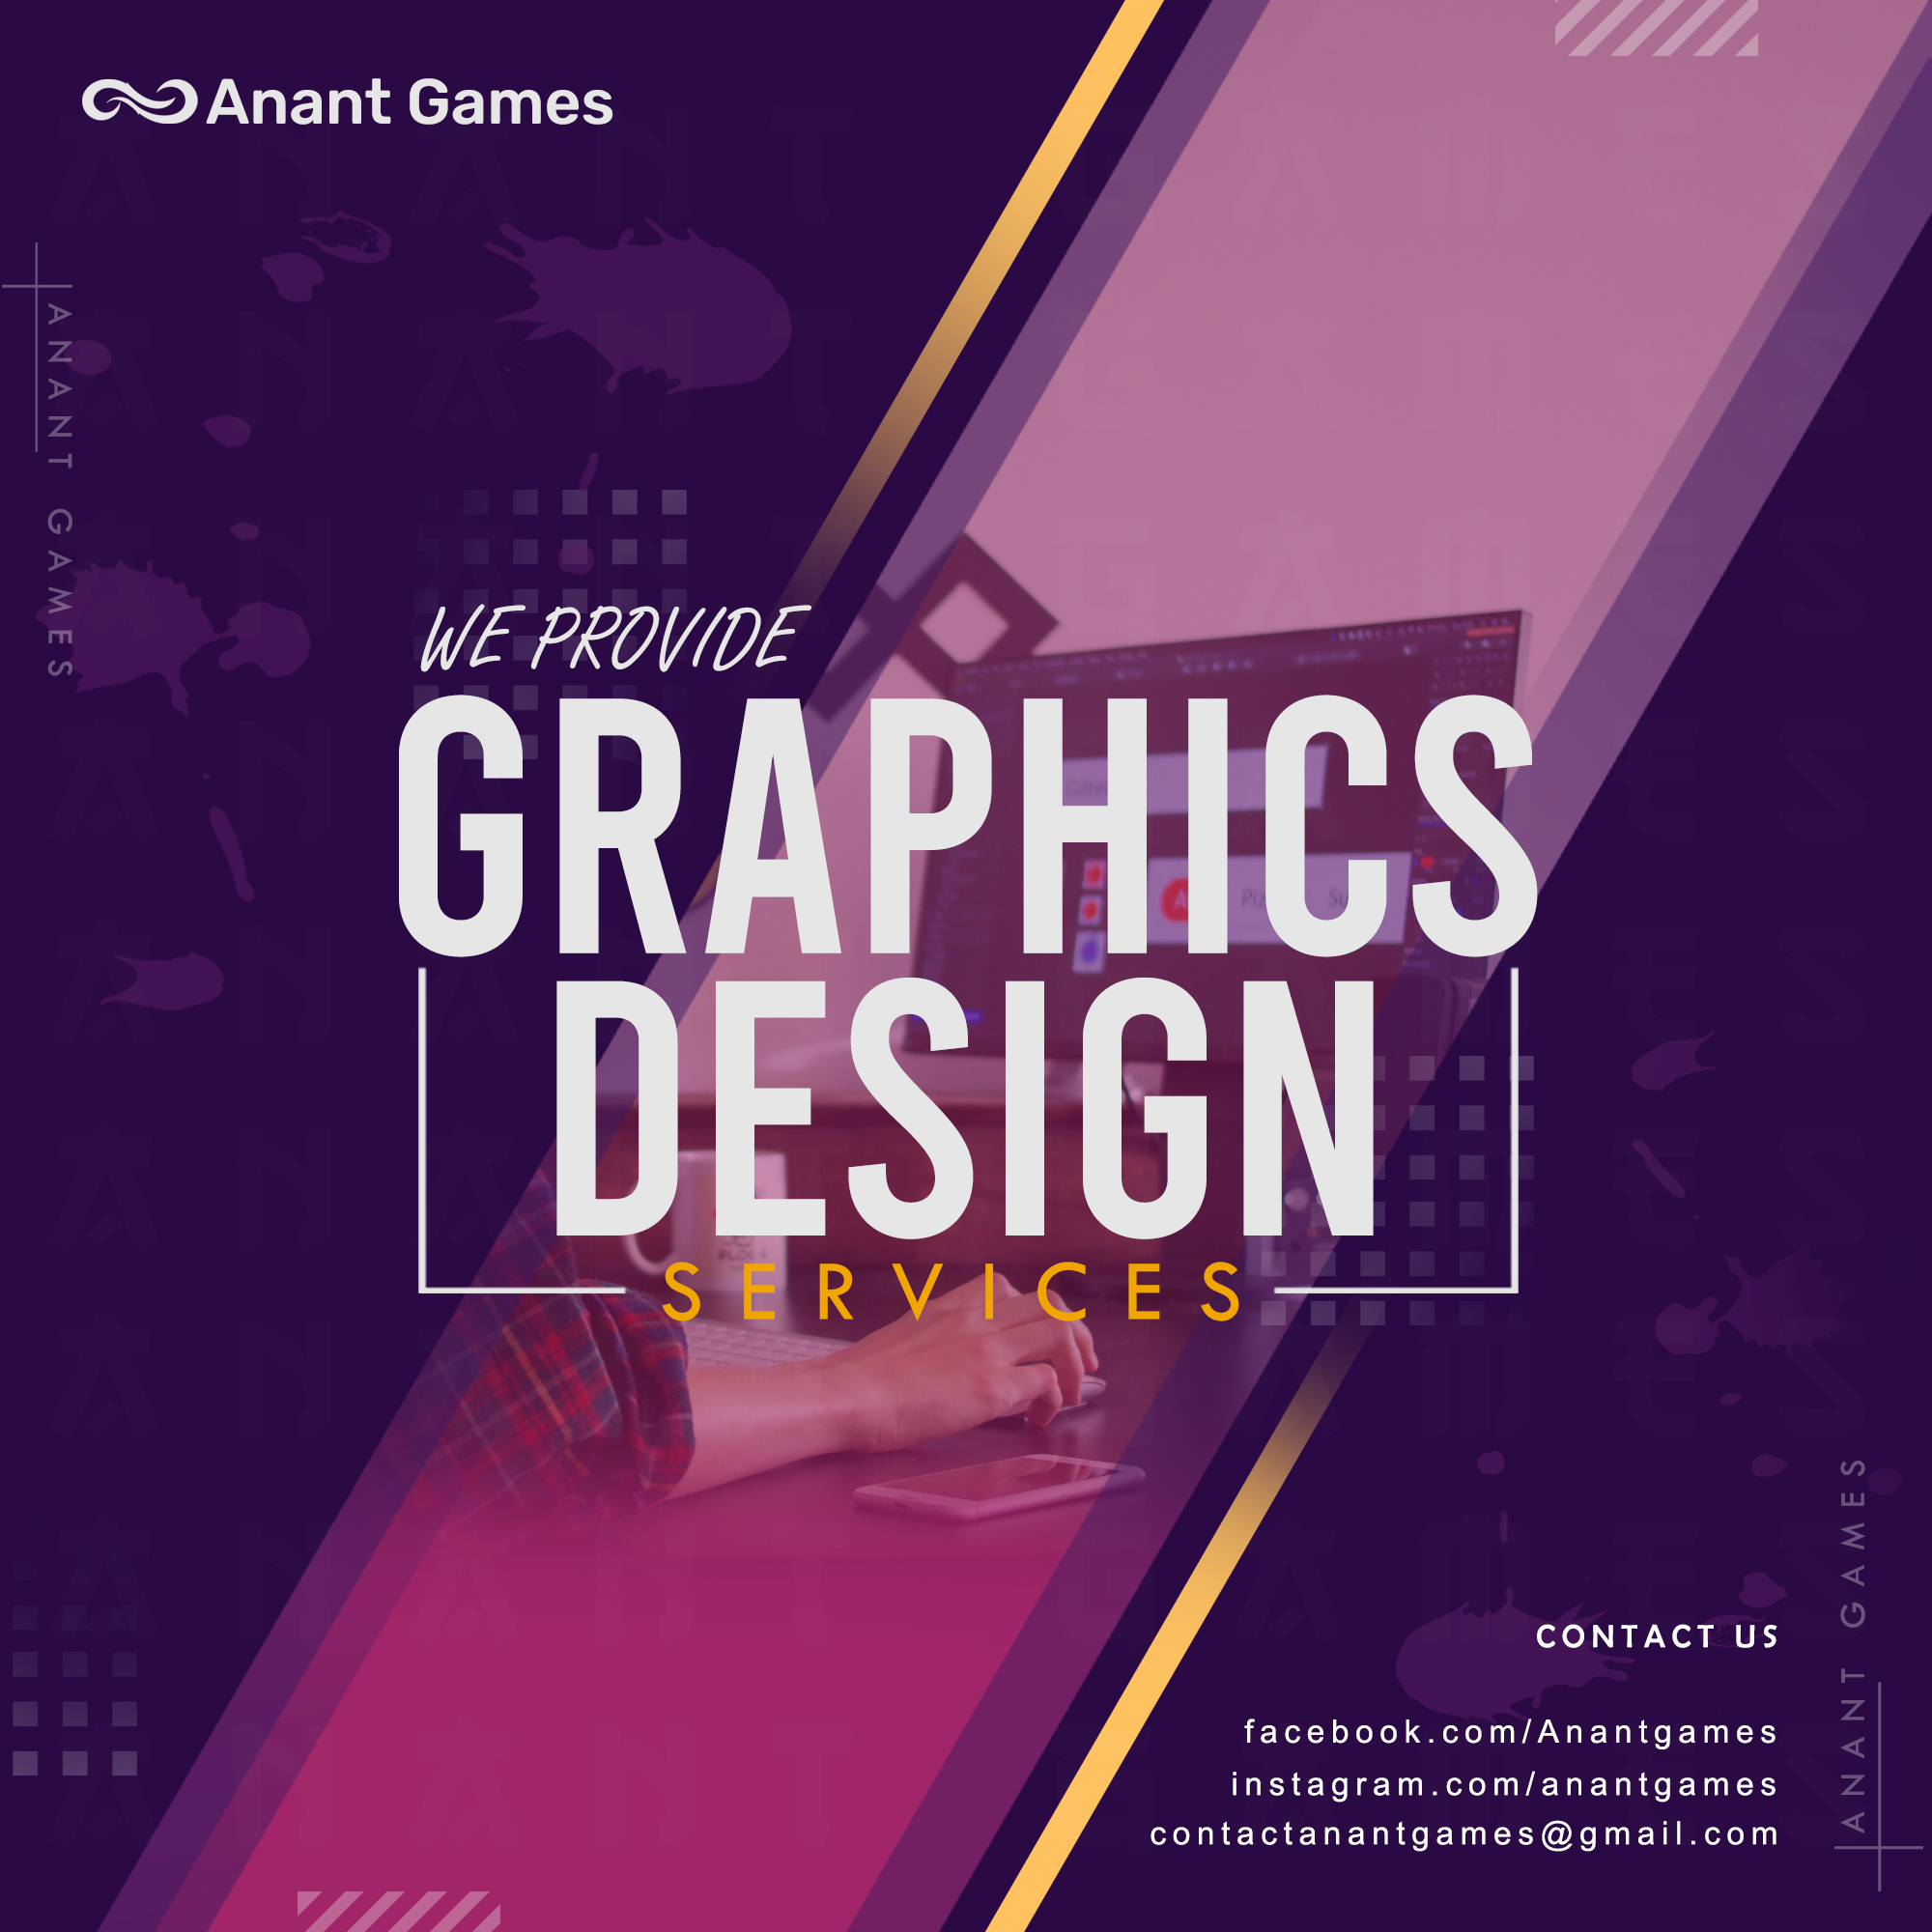 Anant Games
ANANT GAMES
WE PROVIDE
GRAPHICS
DESIGN
SERVICES
CONTACT US
facebook.com/Anantgames
instagram.com/anantgames
contactanantgames@gmail.com
ANANT GAMES